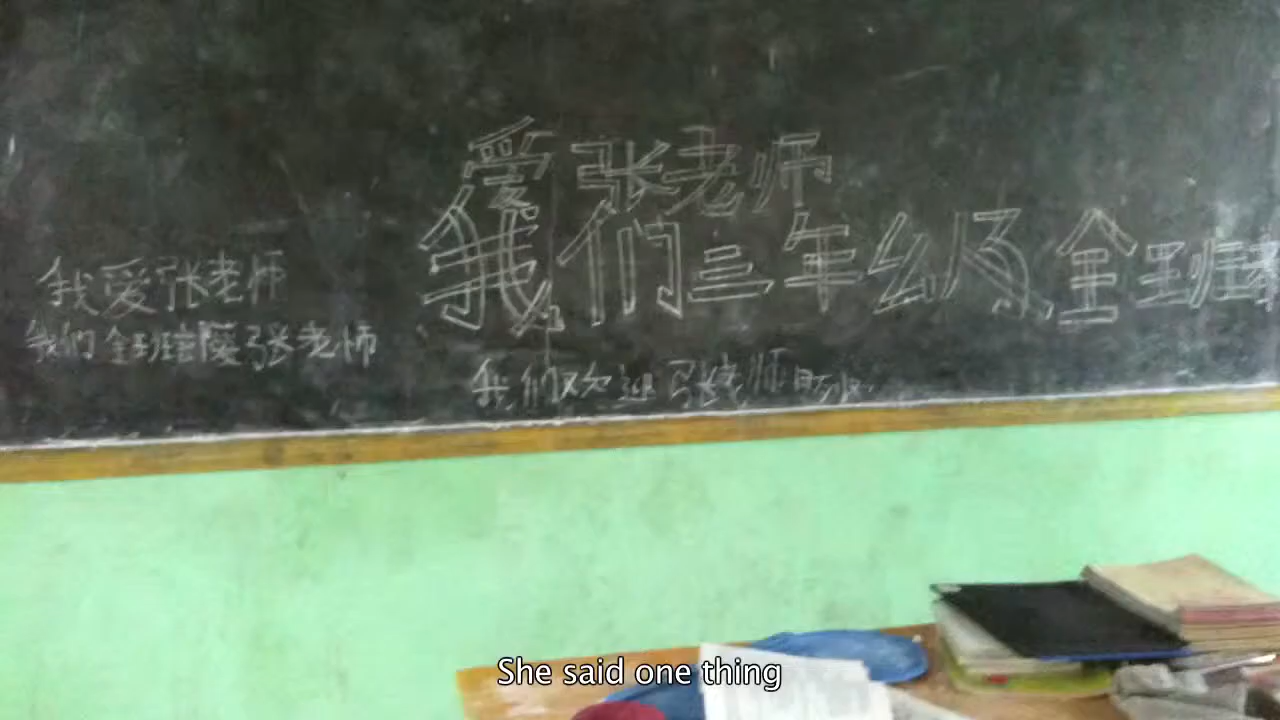 爱张老师
我们三年级全班
我爱张老师
我们全班同爱张老师
我们欢迎张老师
She said one thing